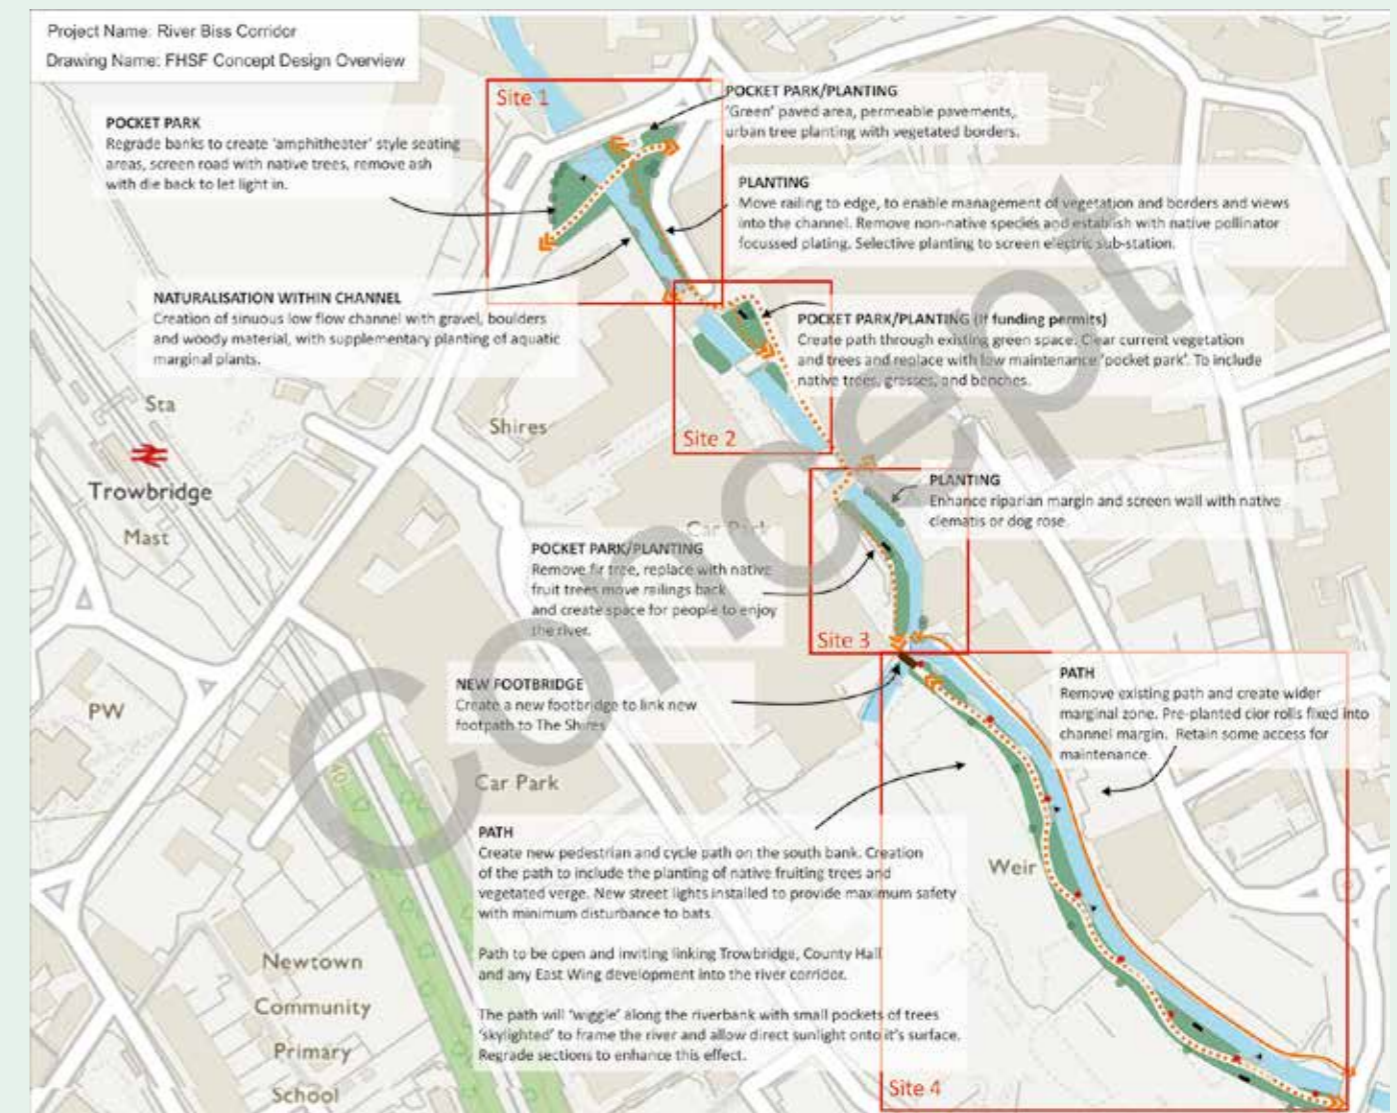 Project Name: River Biss Corridor
Drawing Name: FHSF Concept Design Overview
Site 1
POCKET PARK
Regrade banks to create 'amphitheater' style seating
areas, screen road with native trees, remove ash
with die back to let light in.
POCKET PARK/PLANTING
'Green' paved area, permeable pavements,
urban tree planting with vegetated borders.
PLANTING
Move railing to edge, to enable management of vegetation and borders and views
into the channel. Remove non-native species and establish with native pollinator
focussed plating. Selective planting to screen electric sub-station.
NATURALISATION WITHIN CHANNEL
Creation of sinuous low flow channel with gravel, boulders
and woody material, with supplementary planting of aquatic
marginal plants.
POCKET PARK/PLANTING (If funding permits)
Create path through existing green space. Clear current vegetation
and trees and replace with low maintenance 'pocket park'. To include
native trees, grasses, and benches.
Site 2
Sta
Trowbridge
Mast
Shires
Car Park
PLANTING
Enhance riparian margin and screen wall with native
clematis or dog rose.
POCKET PARK/PLANTING
Remove fir tree, replace with native
fruit trees move railings back
and create space for people to enjoy
the river.
Site 3
NEW FOOTBRIDGE
Create a new footbridge to link new
footpath to The Shires
PATH
Remove existing path and create wider
marginal zone. Pre-planted cior rolls fixed into
channel margin. Retain some access for
maintenance.
PW
Car Park
40
PATH
Create new pedestrian and cycle path on the south bank. Creation
of the path to include the planting of native fruiting trees and
vegetated verge. New street lights installed to provide maximum safety
with minimum disturbance to bats.
Path to be open and inviting linking Trowbridge, County Hall
and any East Wing development into the river corridor.
The path will 'wiggle' along the riverbank with small pockets of trees
'skylighted' to frame the river and allow direct sunlight onto it's surface.
Regrade sections to enhance this effect.
Weir
Newtown
Community
Primary
School
Site 4
Concept